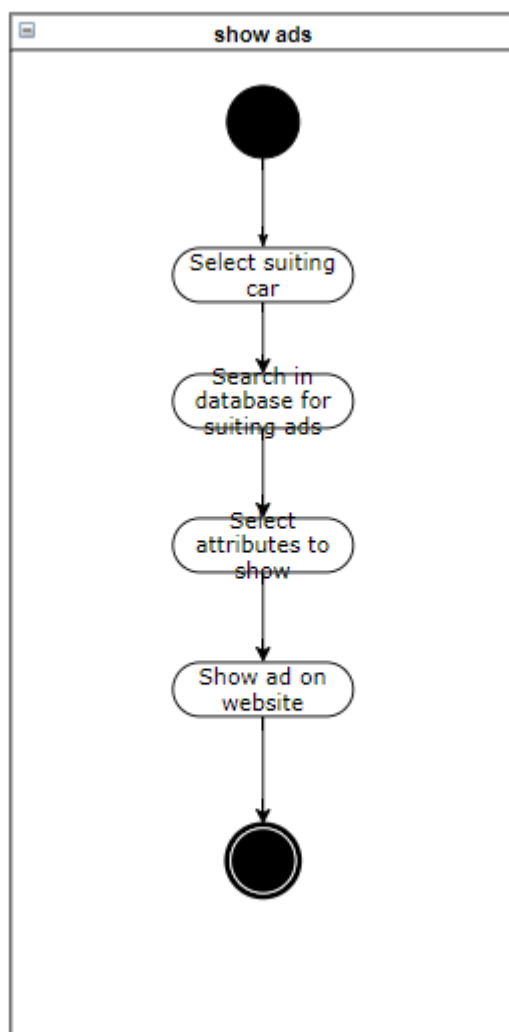 show ads
Select suiting
car
Search in
database for
suiting ads
Select
attributes to
show
Show ad on
website